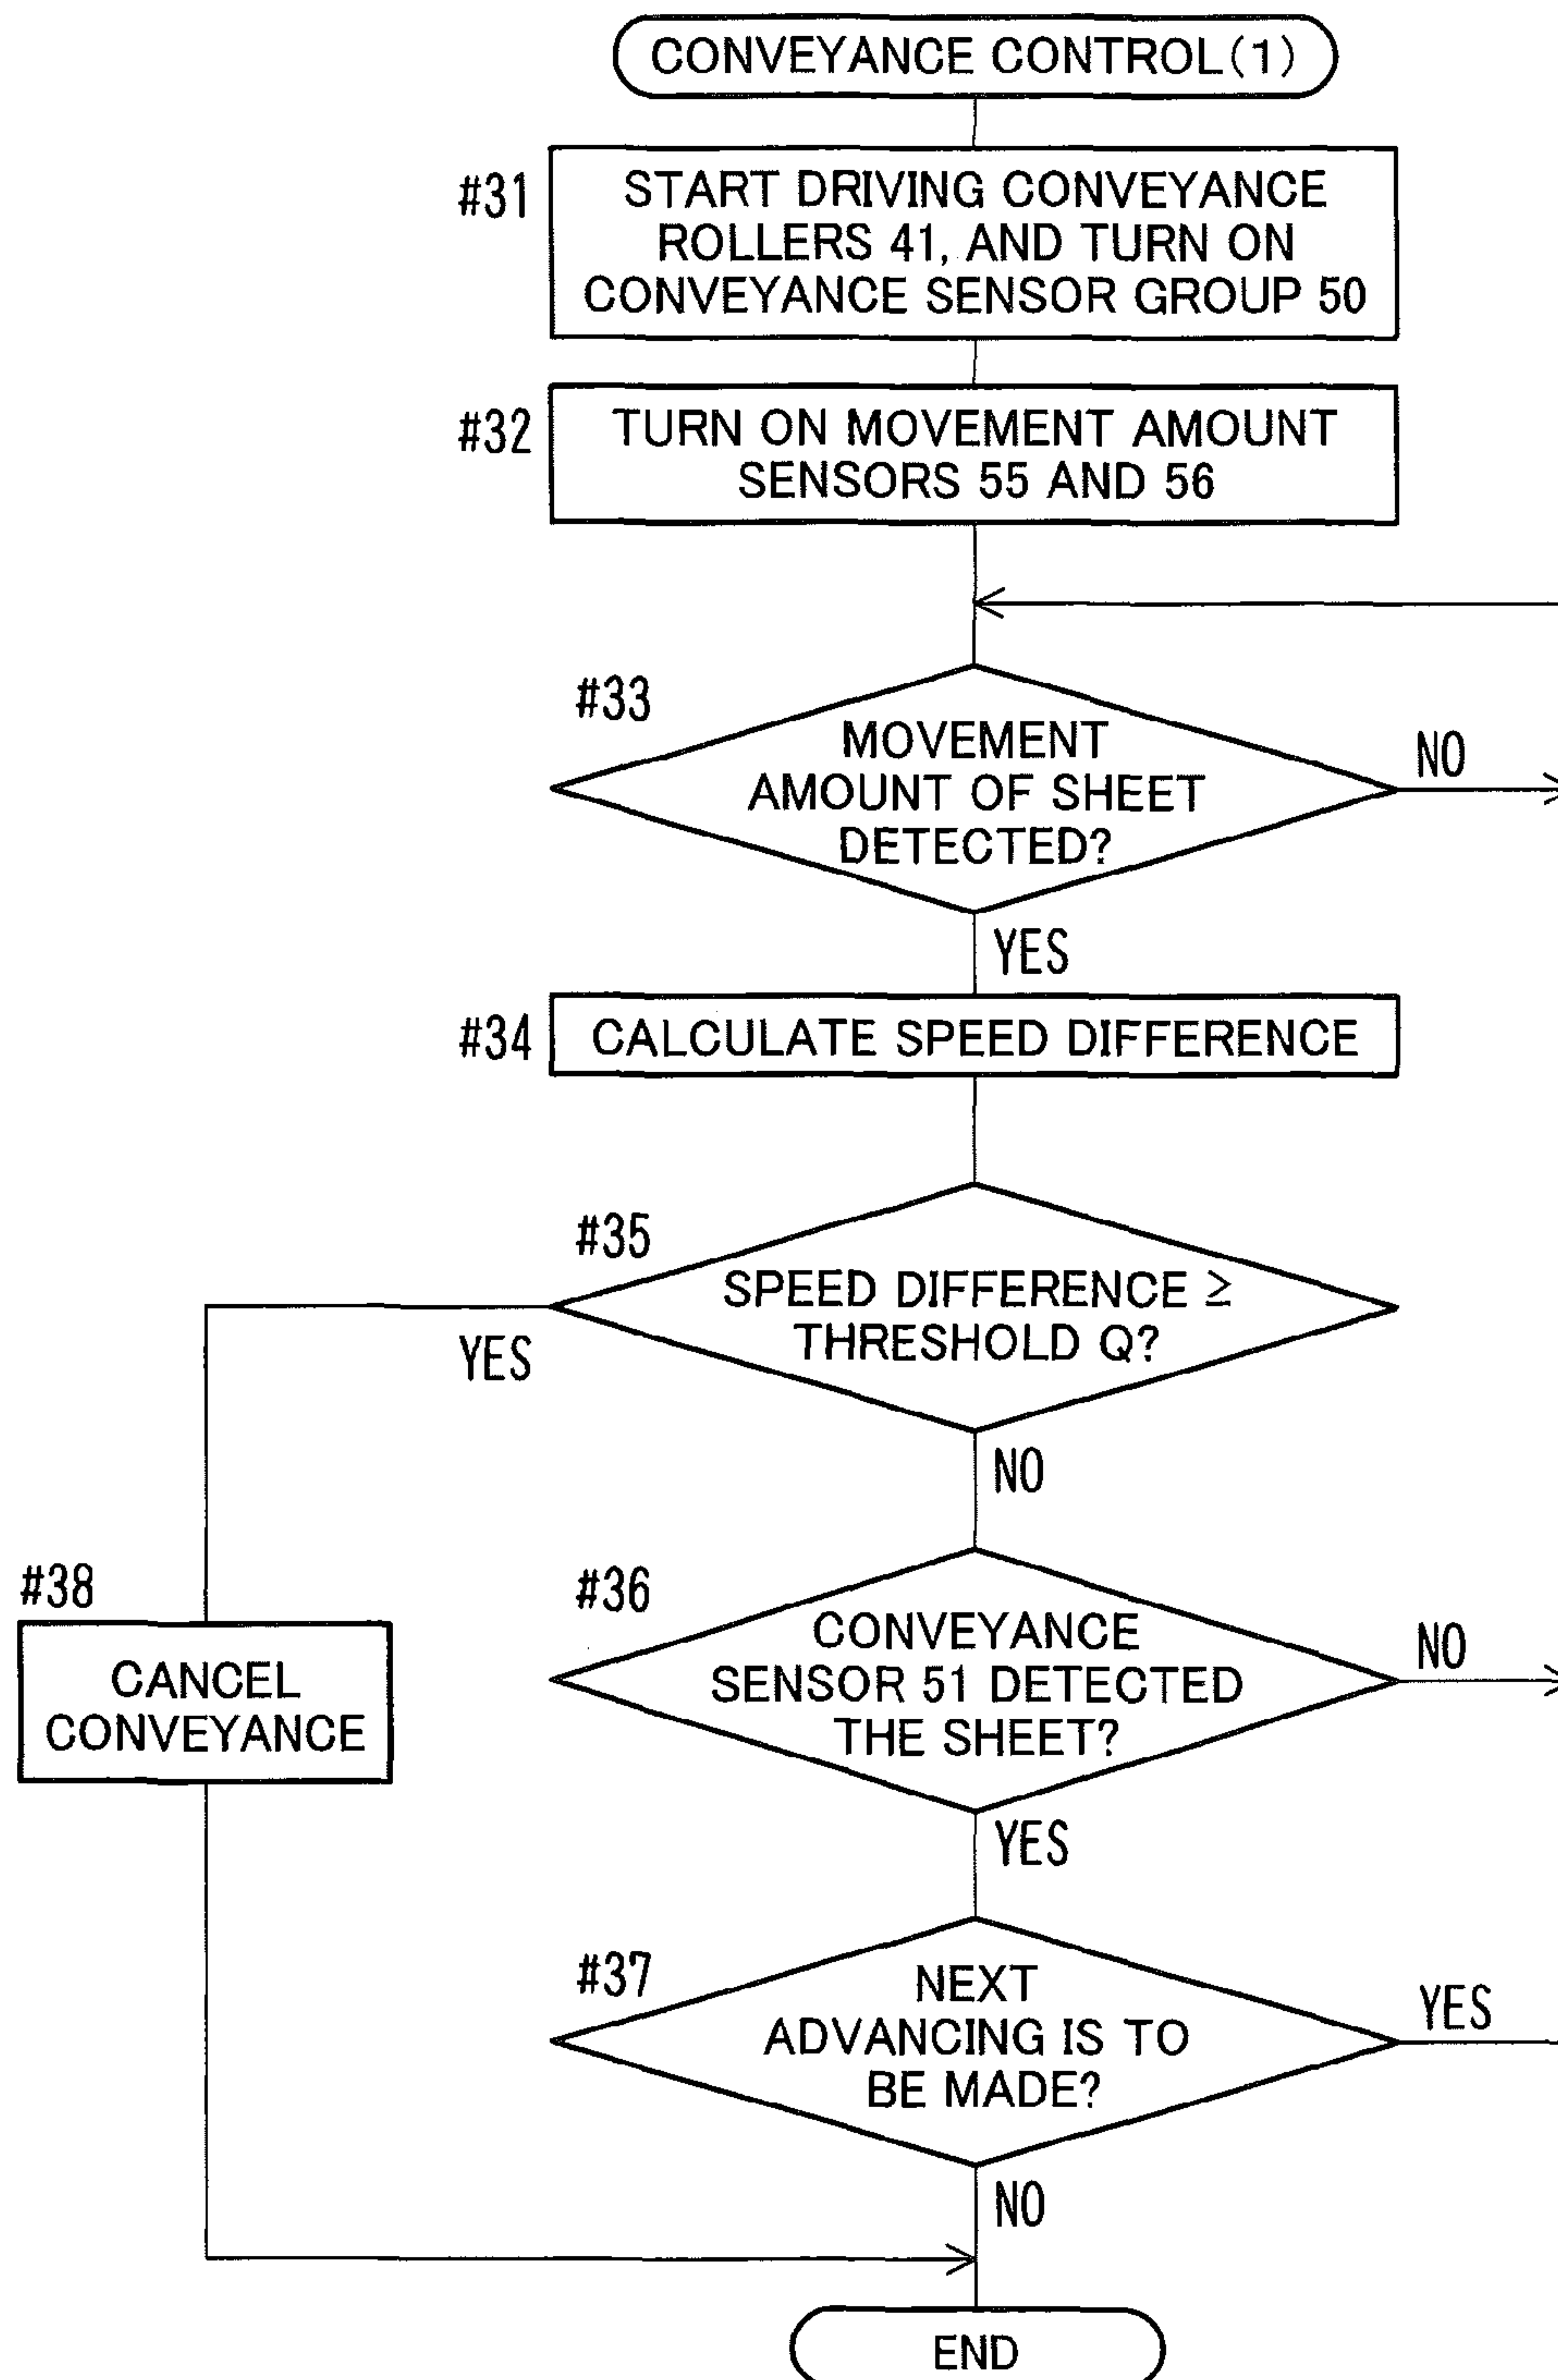 CONVEYANCE CONTROL(1)
#31
START DRIVING CONVEYANCE
ROLLERS 41, AND TURN ON
CONVEYANCE SENSOR GROUP 50
#32
TURN ON MOVEMENT AMOUNT
SENSORS 55 AND 56
#33
MOVEMENT
AMOUNT OF SHEET
DETECTED?
NO
YES
#34
CALCULATE SPEED DIFFERENCE
#35
SPEED DIFFERENCE ≥
THRESHOLD Q?
YES
NO
#38
CANCEL
CONVEYANCE
#36
CONVEYANCE
SENSOR 51 DETECTED
THE SHEET?
NO
YES
#37
NEXT
ADVANCING IS TO
BE MADE?
YES
NO
END